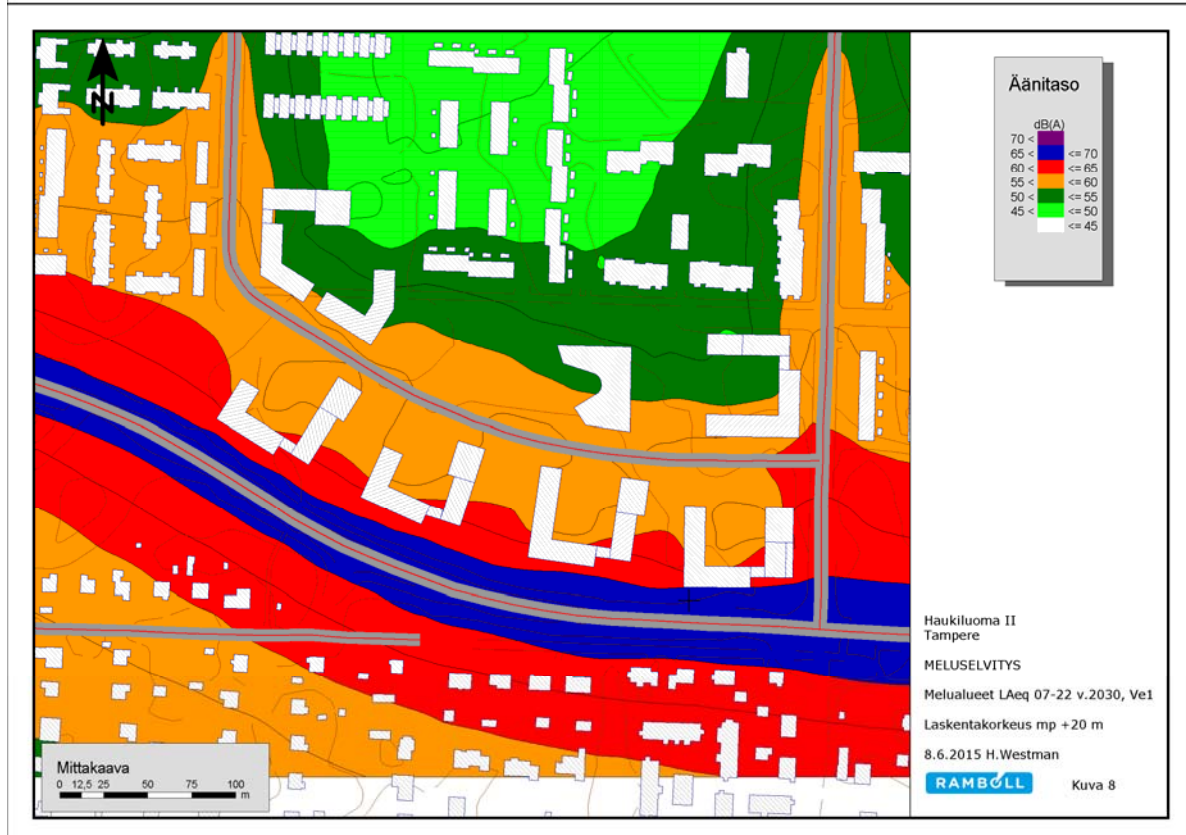 N
Äänitaso
dB(A)
70 <
65 < <= 70
60 < <= 65
55 < <= 60
50 < <= 55
45 < <= 50
<= 45
Haukiluoma II
Tampere
MELUSELVITYS
Melualueet LAeq 07-22 v.2030, Ve1
Laskentakorkeus mp +20 m
8.6.2015 H.Westman
RAMBOLL Kuva 8
Mittakaava
0 12,5 25 50 75 100
m